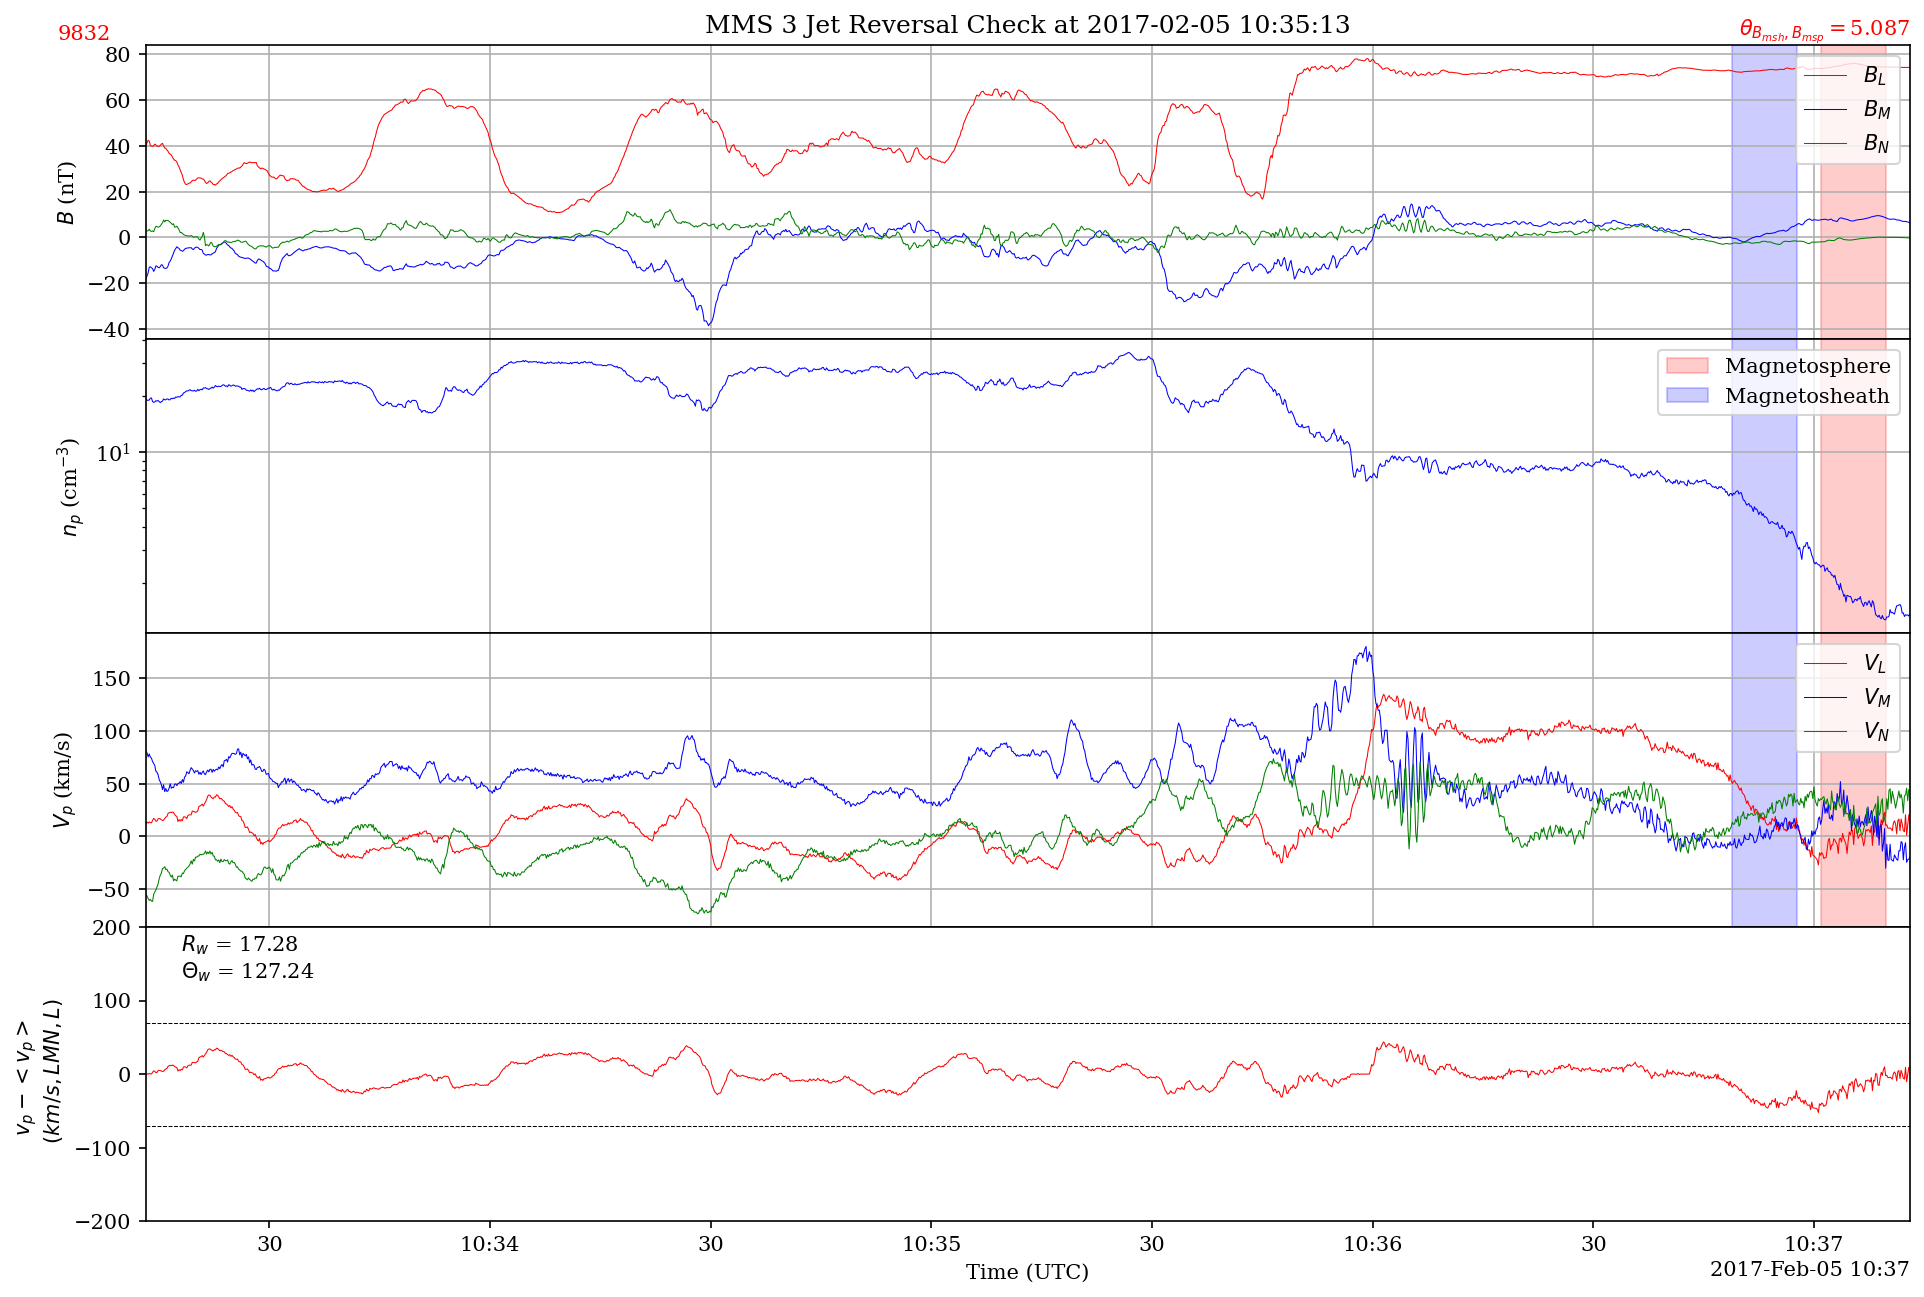 9832
MMS 3 Jet Reversal Check at 2017-02-05 10:35:13
θ_{B_{msh}, B_{msp}} = 5.087
80
60
40
20
0
−20
−40
B (nT)
B_L
B_M
B_N
10^1
n_p (cm^{−3})
Magnetosphere
Magnetosheath
150
100
50
0
−50
V_p (km/s)
V_L
V_M
V_N
200
100
0
−100
−200
v_p − < v_p >
(km/s, LMN, L)
R_w = 17.28
Θ_w = 127.24
30 10:34 30 10:35 30 10:36 30 10:37
Time (UTC)
2017-Feb-05 10:37